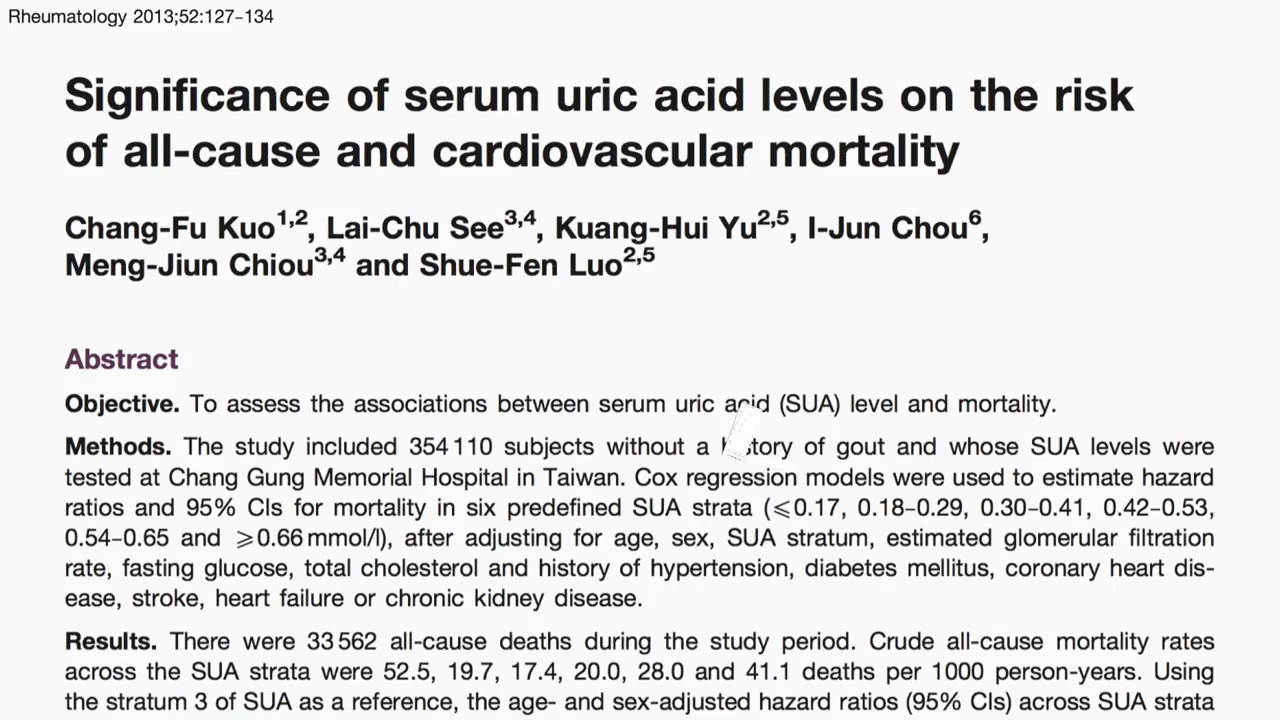 Rheumatology 2013;52:127–134
Significance of serum uric acid levels on the risk
of all-cause and cardiovascular mortality
Chang-Fu Kuo1,2, Lai-Chu See3,4, Kuang-Hui Yu2,5, I-Jun Chou6,
Meng-Jiun Chiou3,4 and Shue-Fen Luo2,5
Abstract
Objective. To assess the associations between serum uric acid (SUA) level and mortality.
Methods. The study included 354 110 subjects without a history of gout and whose SUA levels were
tested at Chang Gung Memorial Hospital in Taiwan. Cox regression models were used to estimate hazard
ratios and 95% CIs for mortality in six predefined SUA strata (⩽0.17, 0.18–0.29, 0.30–0.41, 0.42–0.53,
0.54–0.65 and ⩾0.66 mmol/l), after adjusting for age, sex, SUA stratum, estimated glomerular filtration
rate, fasting glucose, total cholesterol and history of hypertension, diabetes mellitus, coronary heart dis-
ease, stroke, heart failure or chronic kidney disease.
Results. There were 33 562 all-cause deaths during the study period. Crude all-cause mortality rates
across the SUA strata were 52.5, 19.7, 17.4, 20.0, 28.0 and 41.1 deaths per 1000 person-years. Using
the stratum 3 of SUA as a reference, the age- and sex-adjusted hazard ratios (95% CIs) across SUA strata